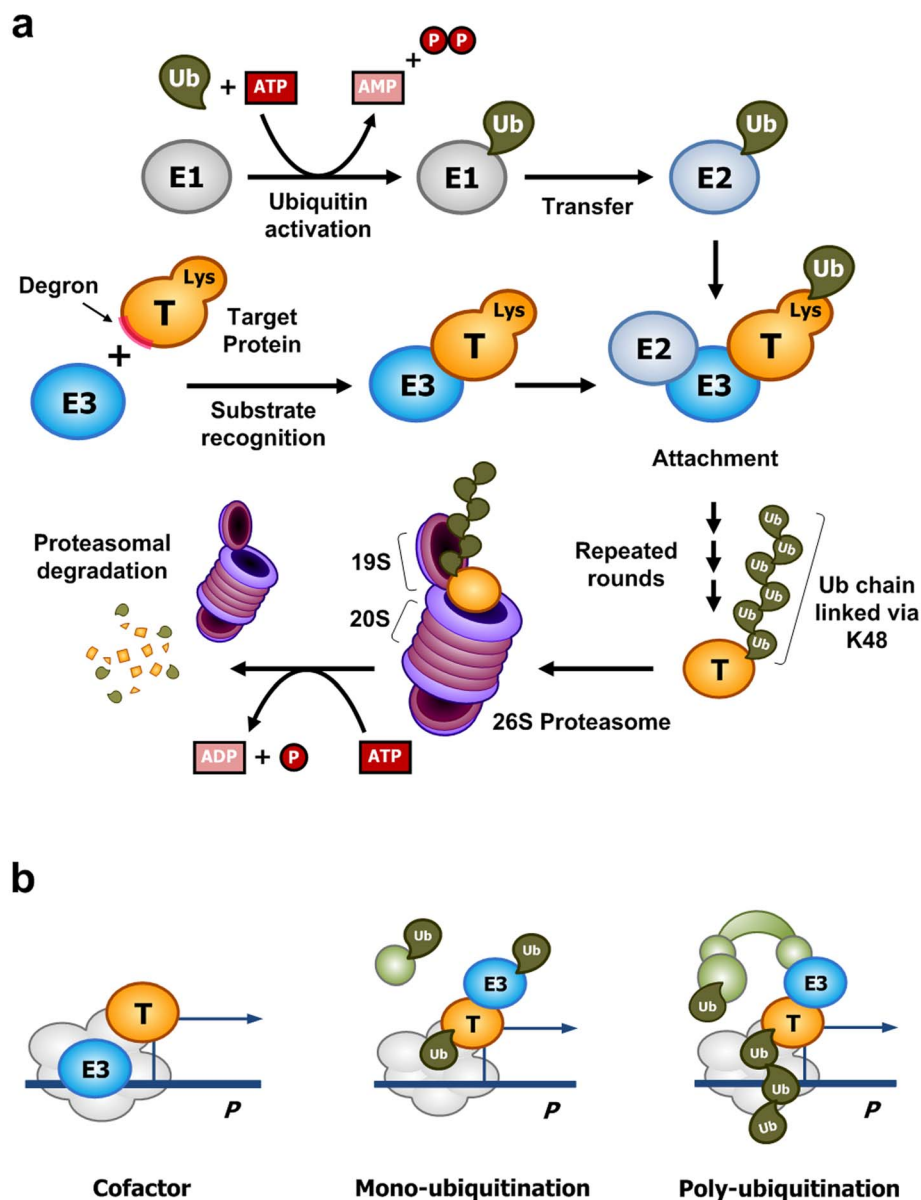 a
Ub + ATP AMP + P P
E1 E1 Ub E2 Ub
Ubiquitin
activation
Transfer
Degron
T Lys
Target
Protein
+
E3
Substrate
recognition
E3 T Lys
E2 E3 T Lys Ub
Attachment
Proteasomal
degradation
19S
20S
Repeated
rounds
Ub
Ub
Ub
Ub
Ub
Ub
Ub chain
linked via
K48
T
26S Proteasome
ADP + P ATP
b
T
E3
P
Cofactor
Ub
Ub
E3
T
Ub
P
Mono-ubiquitination
E3
Ub
T
Ub
Ub
Ub
P
Poly-ubiquitination